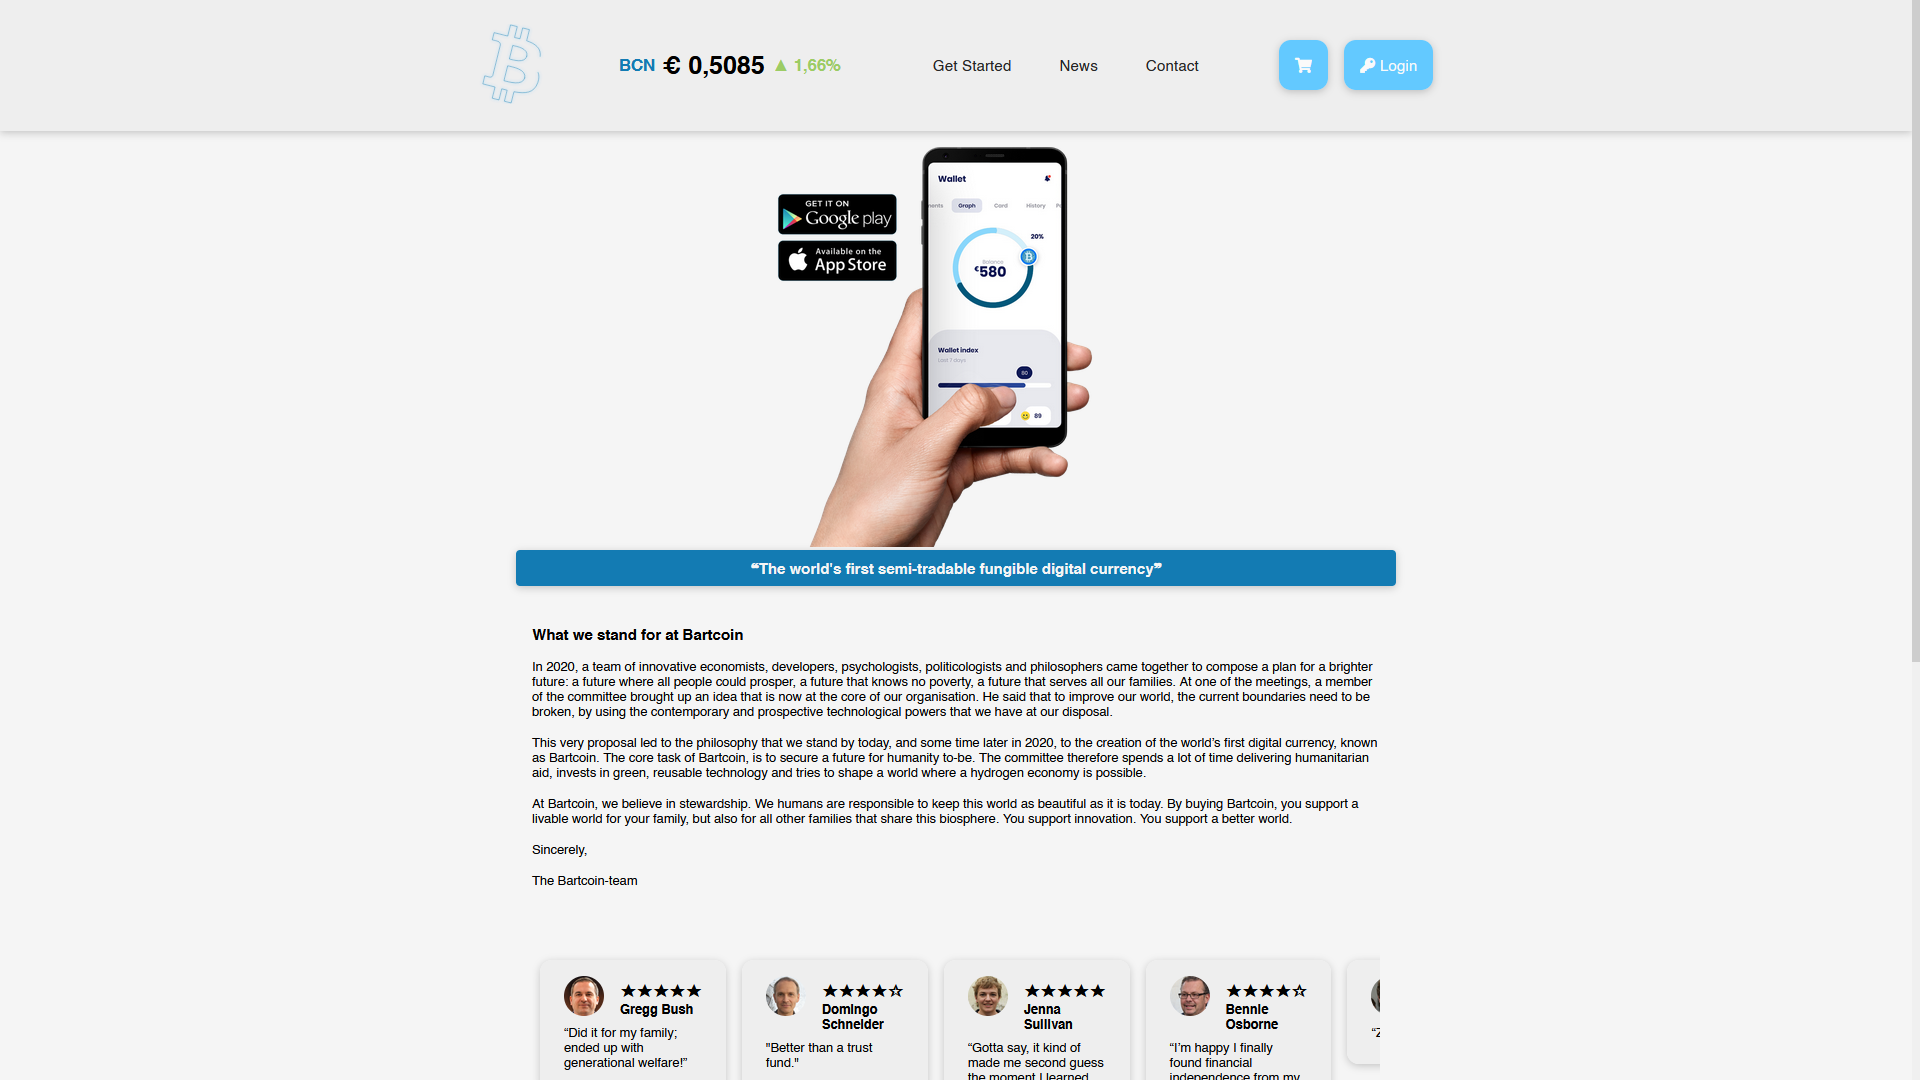 BCN € 0,5085 ▲ 1,66%
Get Started
News
Contact
Login
GET IT ON
Google play
Available on the
App Store
Wallet
Graph
Card
History
20%
Balance
€580
Wallet index
Last 7 days
80
89
❝The world's first semi-tradable fungible digital currency❞
What we stand for at Bartcoin
In 2020, a team of innovative economists, developers, psychologists, politicologists and philosophers came together to compose a plan for a brighter
future: a future where all people could prosper, a future that knows no poverty, a future that serves all our families. At one of the meetings, a member
of the committee brought up an idea that is now at the core of our organisation. He said that to improve our world, the current boundaries need to be
broken, by using the contemporary and prospective technological powers that we have at our disposal.
This very proposal led to the philosophy that we stand by today, and some time later in 2020, to the creation of the world’s first digital currency, known
as Bartcoin. The core task of Bartcoin, is to secure a future for humanity to-be. The committee therefore spends a lot of time delivering humanitarian
aid, invests in green, reusable technology and tries to shape a world where a hydrogen economy is possible.
At Bartcoin, we believe in stewardship. We humans are responsible to keep this world as beautiful as it is today. By buying Bartcoin, you support a
livable world for your family, but also for all other families that share this biosphere. You support innovation. You support a better world.
Sincerely,
The Bartcoin-team
★★★★★
Gregg Bush
“Did it for my family;
ended up with
generational welfare!”
★★★★☆
Domingo
Schneider
"Better than a trust
fund."
★★★★★
Jenna
Sullivan
“Gotta say, it kind of
made me second guess
the moment I learned
★★★★☆
Bennie
Osborne
“I’m happy I finally
found financial
independence from my